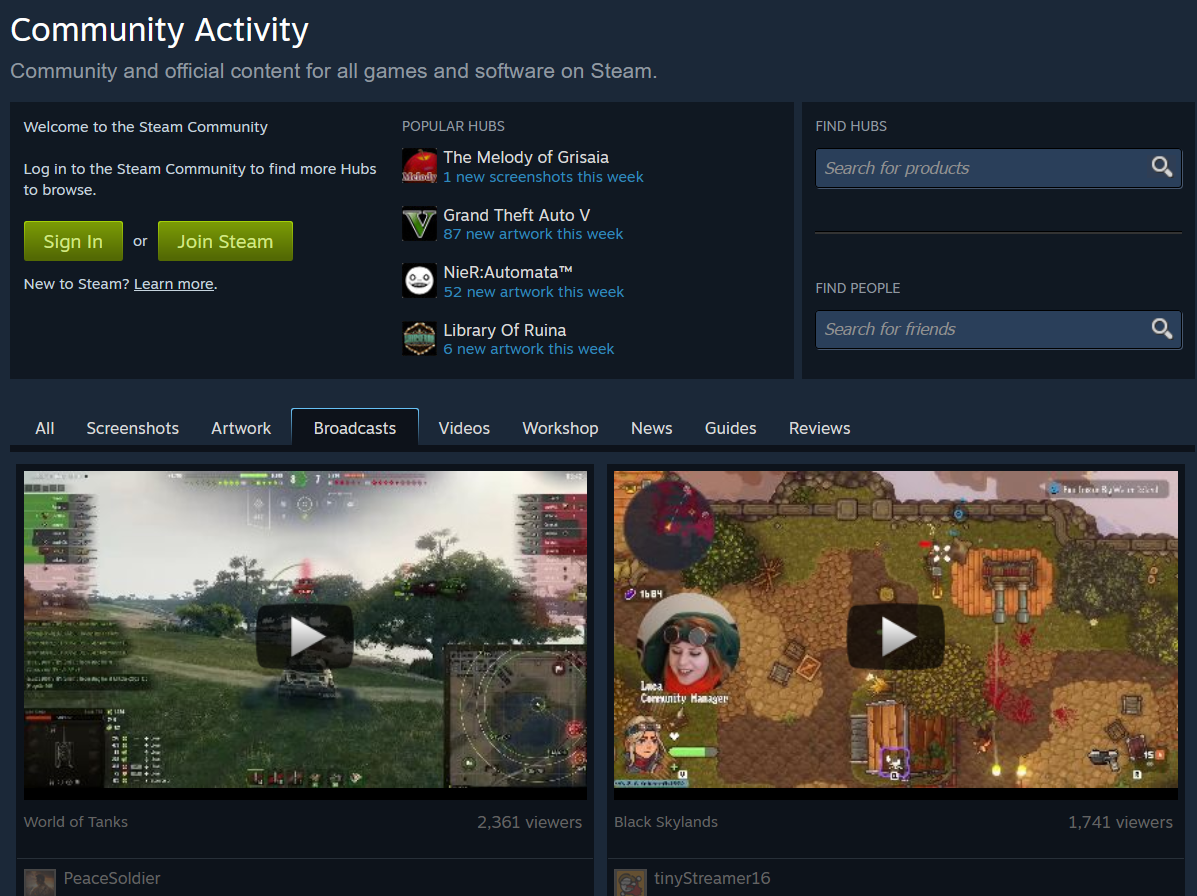 Community Activity
Community and official content for all games and software on Steam.
Welcome to the Steam Community
Log in to the Steam Community to find more Hubs
to browse.
Sign In or Join Steam
New to Steam? Learn more.
POPULAR HUBS
Melody
The Melody of Grisaia
1 new screenshots this week
Grand Theft Auto V
87 new artwork this week
NieR:Automata™
52 new artwork this week
Library Of Ruina
6 new artwork this week
FIND HUBS
Search for products
FIND PEOPLE
Search for friends
All Screenshots Artwork Broadcasts Videos Workshop News Guides Reviews
8 7
1684
Luca
Community Manager
15
World of Tanks 2,361 viewers
Black Skylands 1,741 viewers
PeaceSoldier
tinyStreamer16